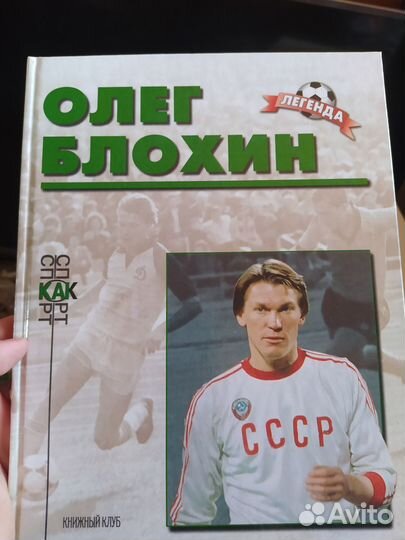 ОЛЕГ
БЛОХИН
ЛЕГЕНДА
СПОРТ
КАК
СПОРТ
СССР
КНИЖНЫЙ КЛУБ
Avito